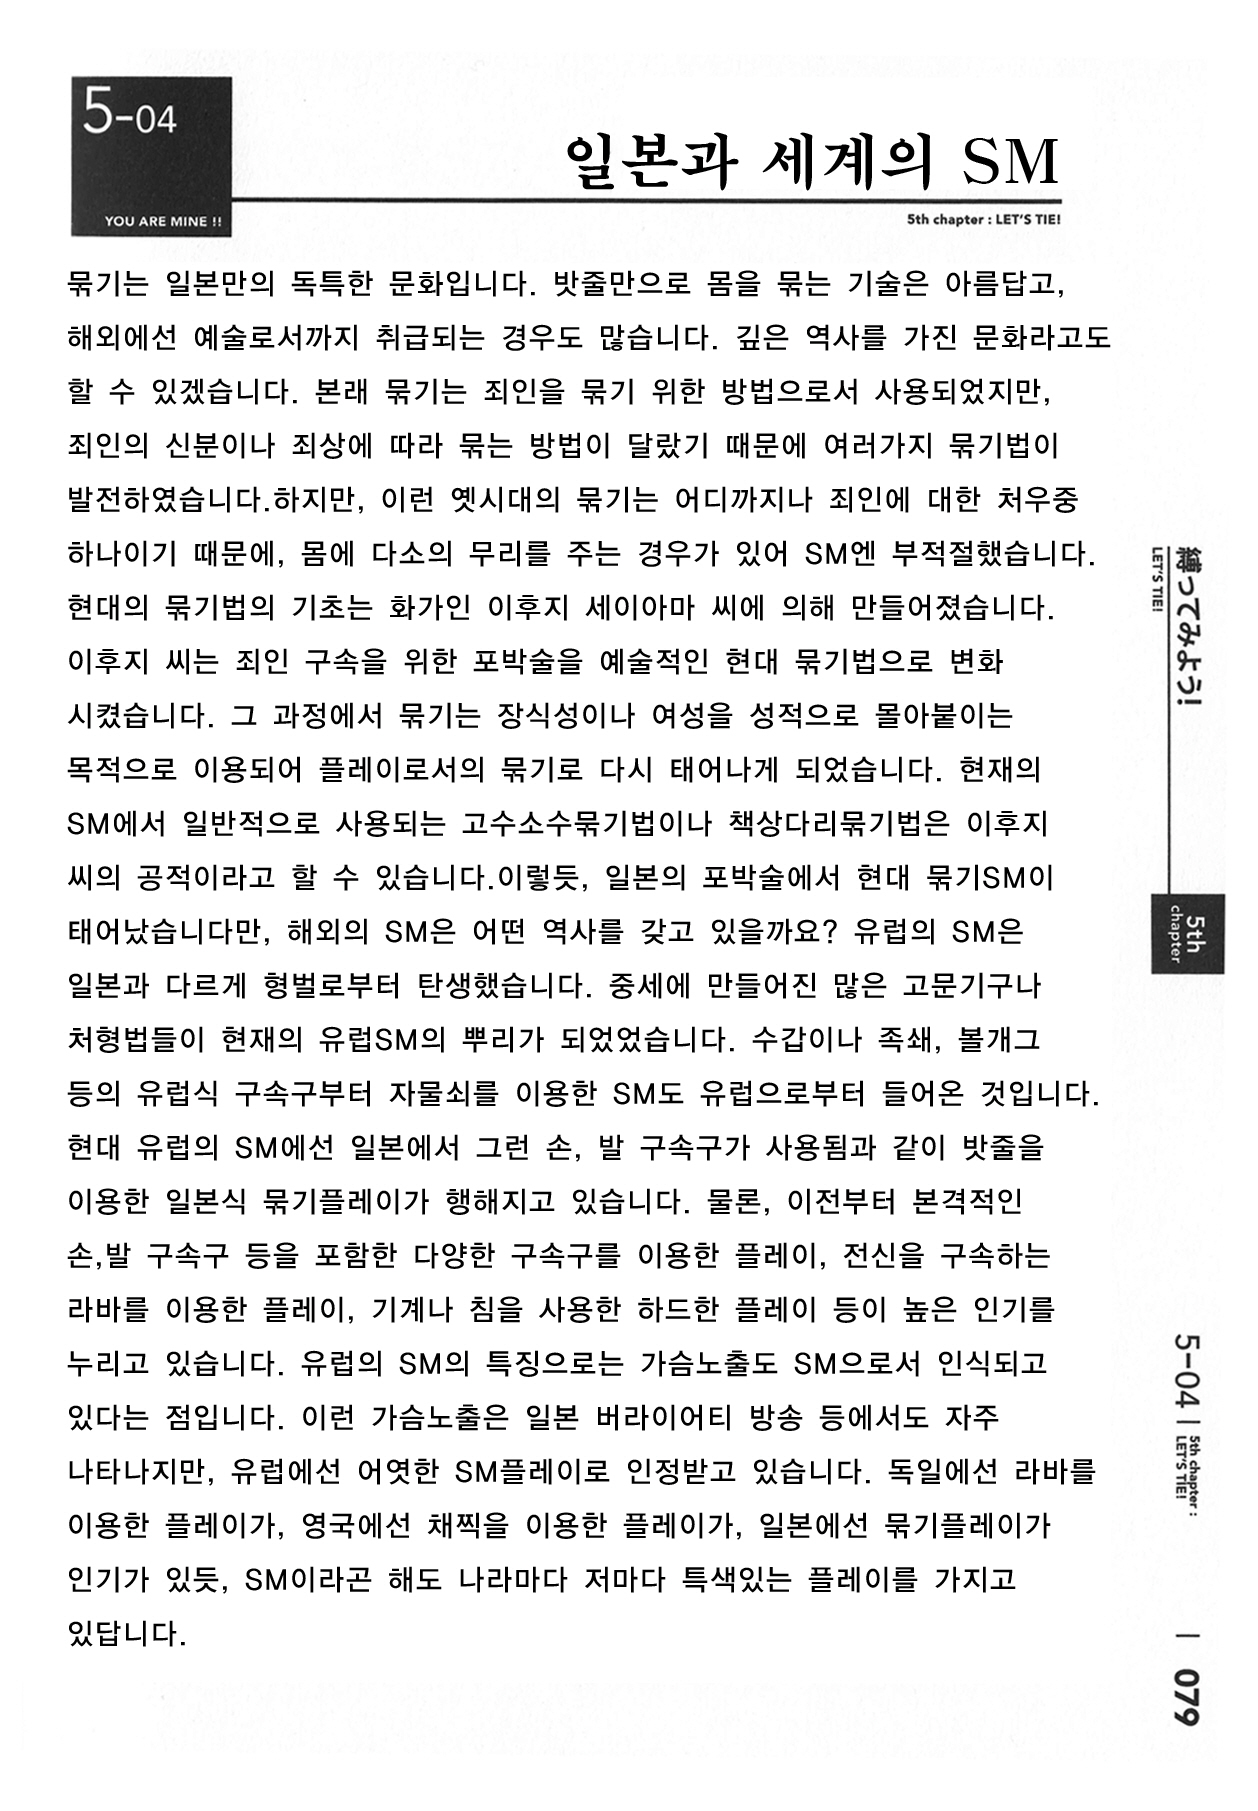 5-04
YOU ARE MINE !!
일본과 세계의 SM
5th chapter : LET'S TIE!
묶기는 일본만의 독특한 문화입니다. 밧줄만으로 몸을 묶는 기술은 아름답고,
해외에선 예술로서까지 취급되는 경우도 많습니다. 깊은 역사를 가진 문화라고도
할 수 있겠습니다. 본래 묶기는 죄인을 묶기 위한 방법으로서 사용되었지만,
죄인의 신분이나 죄상에 따라 묶는 방법이 달랐기 때문에 여러가지 묶기법이
발전하였습니다.하지만, 이런 옛시대의 묶기는 어디까지나 죄인에 대한 처우중
하나이기 때문에, 몸에 다소의 무리를 주는 경우가 있어 SM엔 부적절했습니다.
현대의 묶기법의 기초는 화가인 이후지 세이아마 씨에 의해 만들어졌습니다.
이후지 씨는 죄인 구속을 위한 포박술을 예술적인 현대 묶기법으로 변화
시켰습니다. 그 과정에서 묶기는 장식성이나 여성을 성적으로 몰아붙이는
목적으로 이용되어 플레이로서의 묶기로 다시 태어나게 되었습니다. 현재의
SM에서 일반적으로 사용되는 고수소수묶기법이나 책상다리묶기법은 이후지
씨의 공적이라고 할 수 있습니다.이렇듯, 일본의 포박술에서 현대 묶기SM이
태어났습니다만, 해외의 SM은 어떤 역사를 갖고 있을까요? 유럽의 SM은
일본과 다르게 형벌로부터 탄생했습니다. 중세에 만들어진 많은 고문기구나
처형법들이 현재의 유럽SM의 뿌리가 되었었습니다. 수갑이나 족쇄, 볼개그
등의 유럽식 구속구부터 자물쇠를 이용한 SM도 유럽으로부터 들어온 것입니다.
현대 유럽의 SM에선 일본에서 그런 손, 발 구속구가 사용됨과 같이 밧줄을
이용한 일본식 묶기플레이가 행해지고 있습니다. 물론, 이전부터 본격적인
손,발 구속구 등을 포함한 다양한 구속구를 이용한 플레이, 전신을 구속하는
라바를 이용한 플레이, 기계나 침을 사용한 하드한 플레이 등이 높은 인기를
누리고 있습니다. 유럽의 SM의 특징으로는 가슴노출도 SM으로서 인식되고
있다는 점입니다. 이런 가슴노출은 일본 버라이어티 방송 등에서도 자주
나타나지만, 유럽에선 어엿한 SM플레이로 인정받고 있습니다. 독일에선 라바를
이용한 플레이가, 영국에선 채찍을 이용한 플레이가, 일본에선 묶기플레이가
인기가 있듯, SM이라곤 해도 나라마다 저마다 특색있는 플레이를 가지고
있답니다.
縛ってみよう!
LET'S TIE!
5th
chapter
5-04
5th chapter :
LET'S TIE!
079